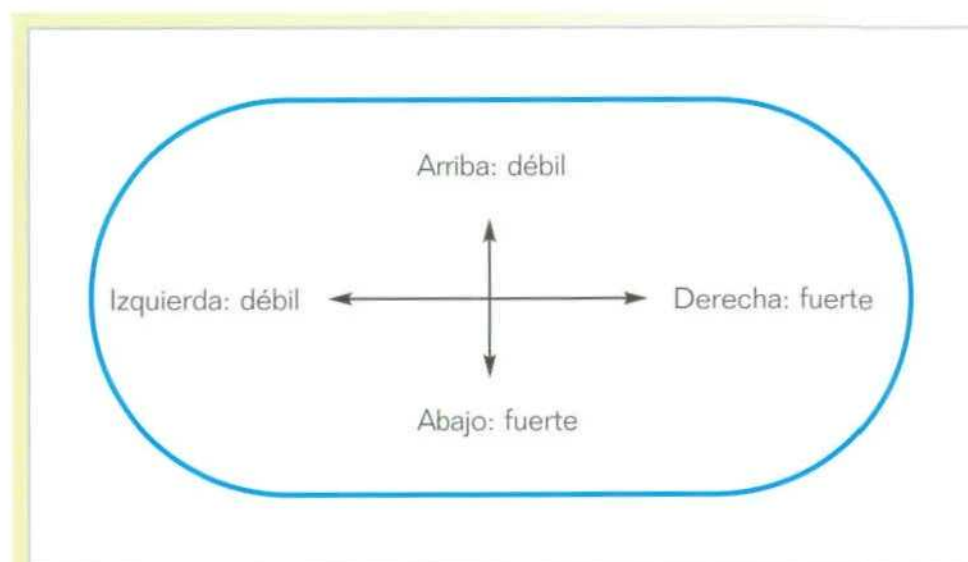 Arriba: débil
Izquierda: débil
Derecha: fuerte
Abajo: fuerte